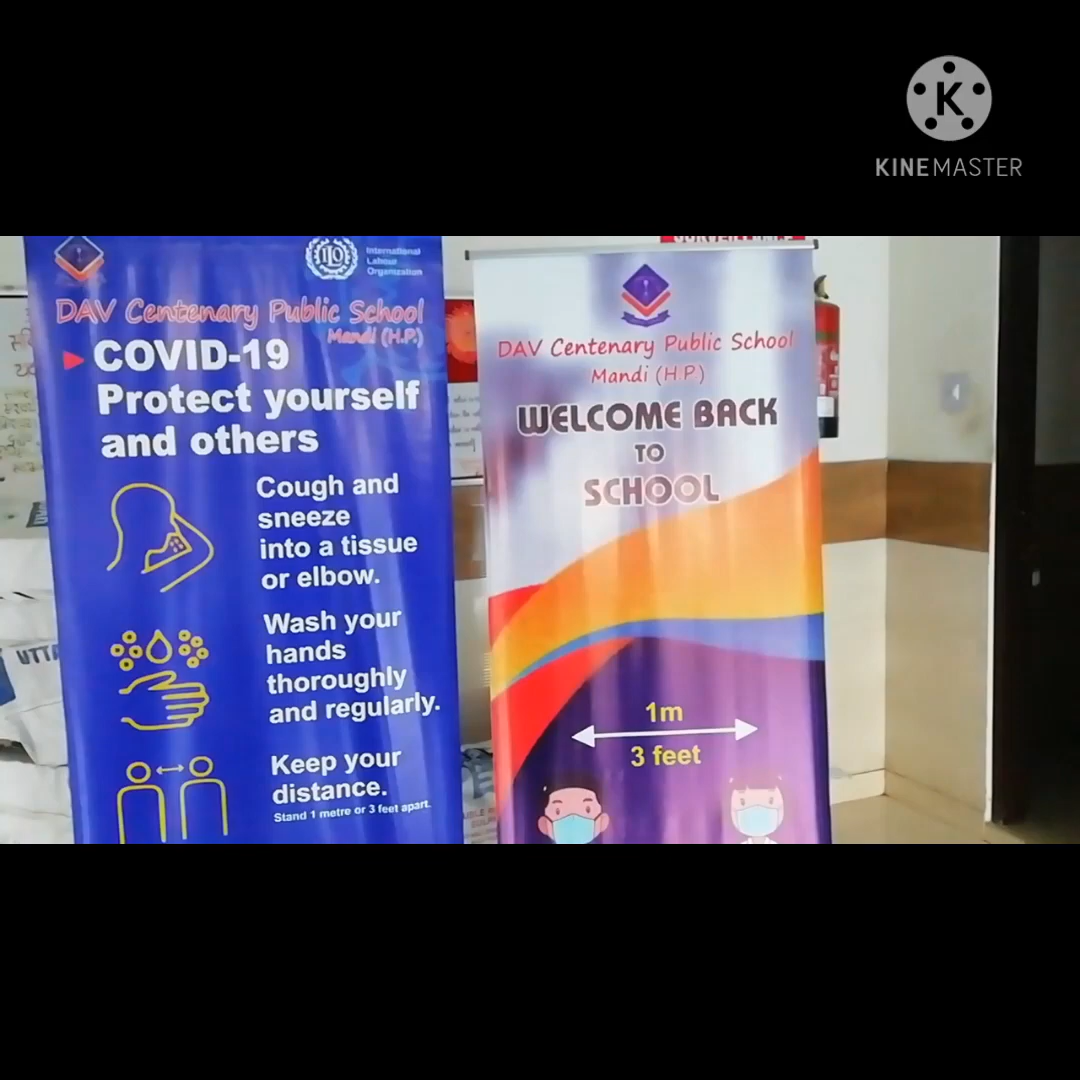 KINEMASTER
International
Labour
Organization
DAV Centenary Public School
Mandi (H.P.)
COVID-19
Protect yourself
and others
Cough and
sneeze
into a tissue
or elbow.
Wash your
hands
thoroughly
and regularly.
Keep your
distance.
Stand 1 metre or 3 feet apart.
DAV Centenary Public School
Mandi (H.P.)
WELCOME BACK
TO
SCHOOL
1m
3 feet